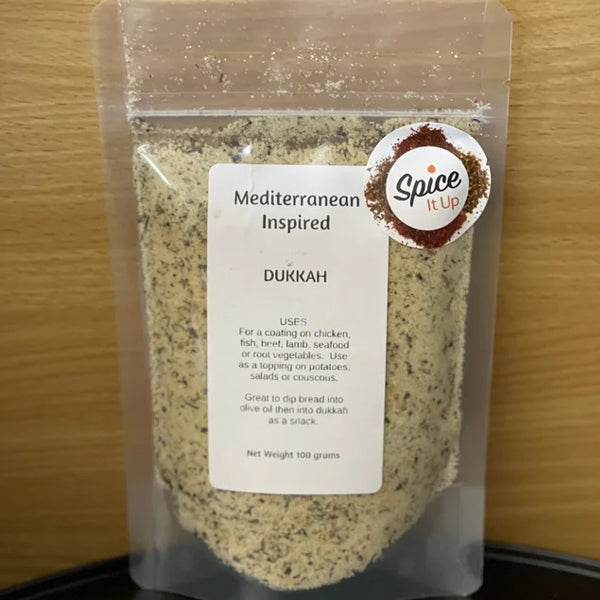 Spice
It Up
Mediterranean
Inspired
DUKKAH
USES:
For a coating on chicken,
fish, beef, lamb, seafood
or root vegetables. Use
as a topping on potatoes,
salads or couscous.
Great to dip bread into
olive oil then into dukkah
as a snack.
Net Weight 100 grams